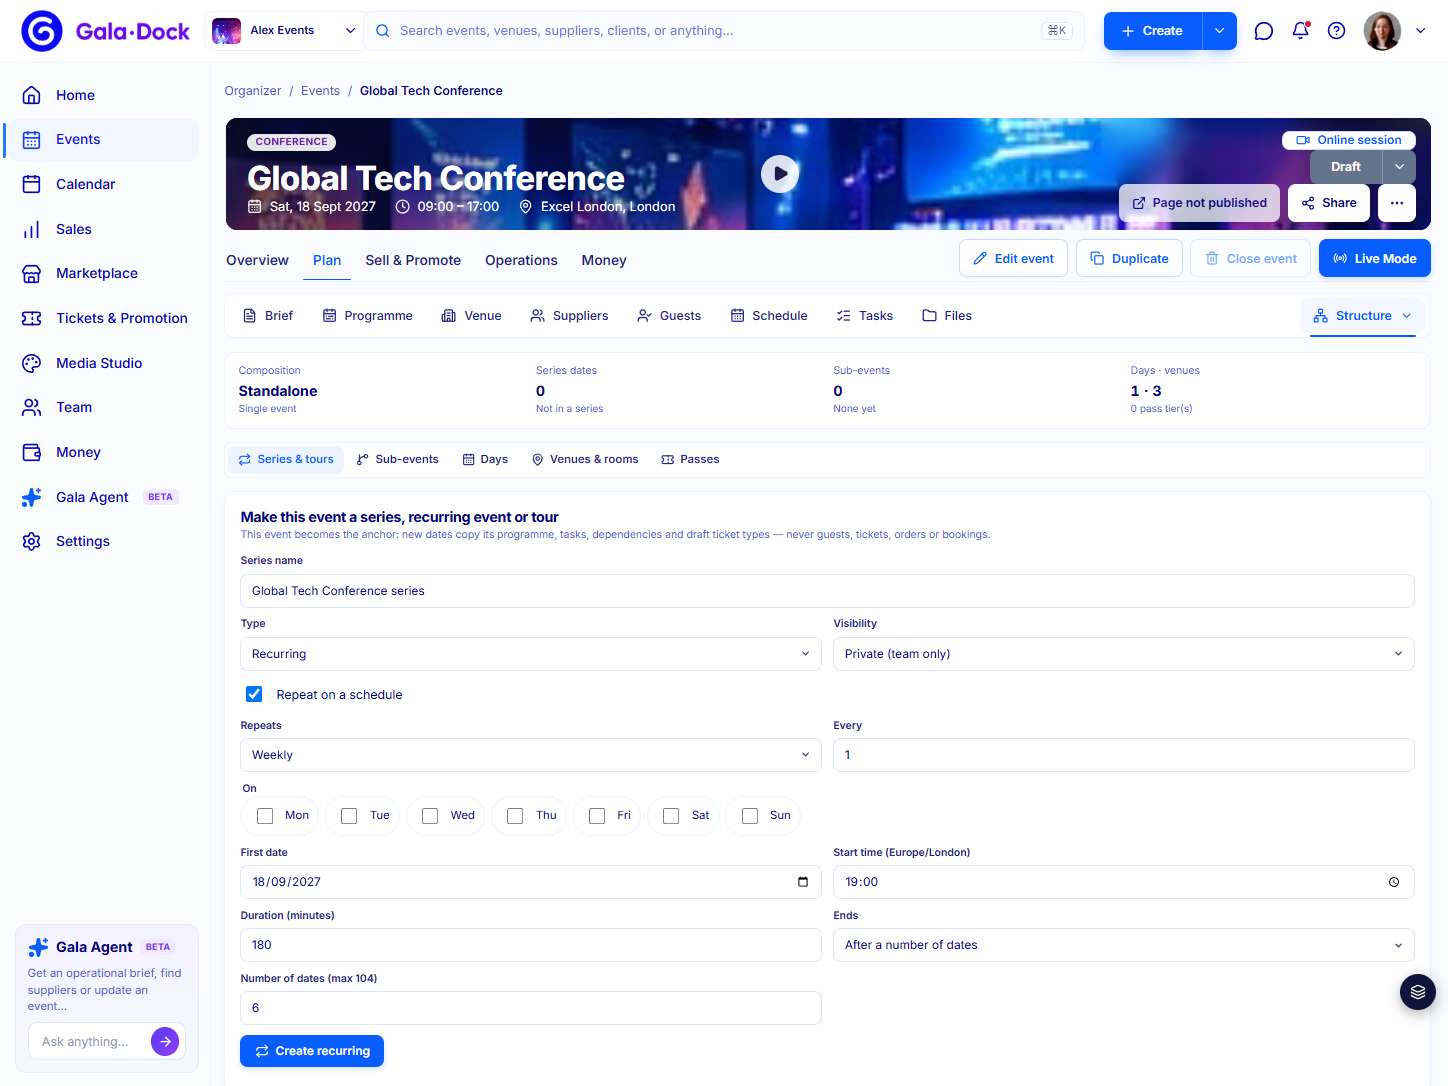 Gala·Dock
Alex Events
Search events, venues, suppliers, clients, or anything...
⌘K
Create
Home
Events
Calendar
Sales
Marketplace
Tickets & Promotion
Media Studio
Team
Money
Gala Agent BETA
Settings
Gala Agent BETA
Get an operational brief, find
suppliers or update an
event...
Ask anything...
Organizer / Events / Global Tech Conference
CONFERENCE
Global Tech Conference
Sat, 18 Sept 2027 09:00 – 17:00 Excel London, London
Online session
Draft
Page not published
Share
Overview Plan Sell & Promote Operations Money
Edit event
Duplicate
Close event
Live Mode
Brief Programme Venue Suppliers Guests Schedule Tasks Files Structure
Composition
Standalone
Single event
Series dates
0
Not in a series
Sub-events
0
None yet
Days · venues
1 · 3
0 pass tier(s)
Series & tours Sub-events Days Venues & rooms Passes
Make this event a series, recurring event or tour
This event becomes the anchor: new dates copy its programme, tasks, dependencies and draft ticket types — never guests, tickets, orders or bookings.
Series name
Global Tech Conference series
Type
Recurring
Visibility
Private (team only)
Repeat on a schedule
Repeats
Weekly
Every
1
On
Mon Tue Wed Thu Fri Sat Sun
First date
18/09/2027
Start time (Europe/London)
19:00
Duration (minutes)
180
Ends
After a number of dates
Number of dates (max 104)
6
Create recurring